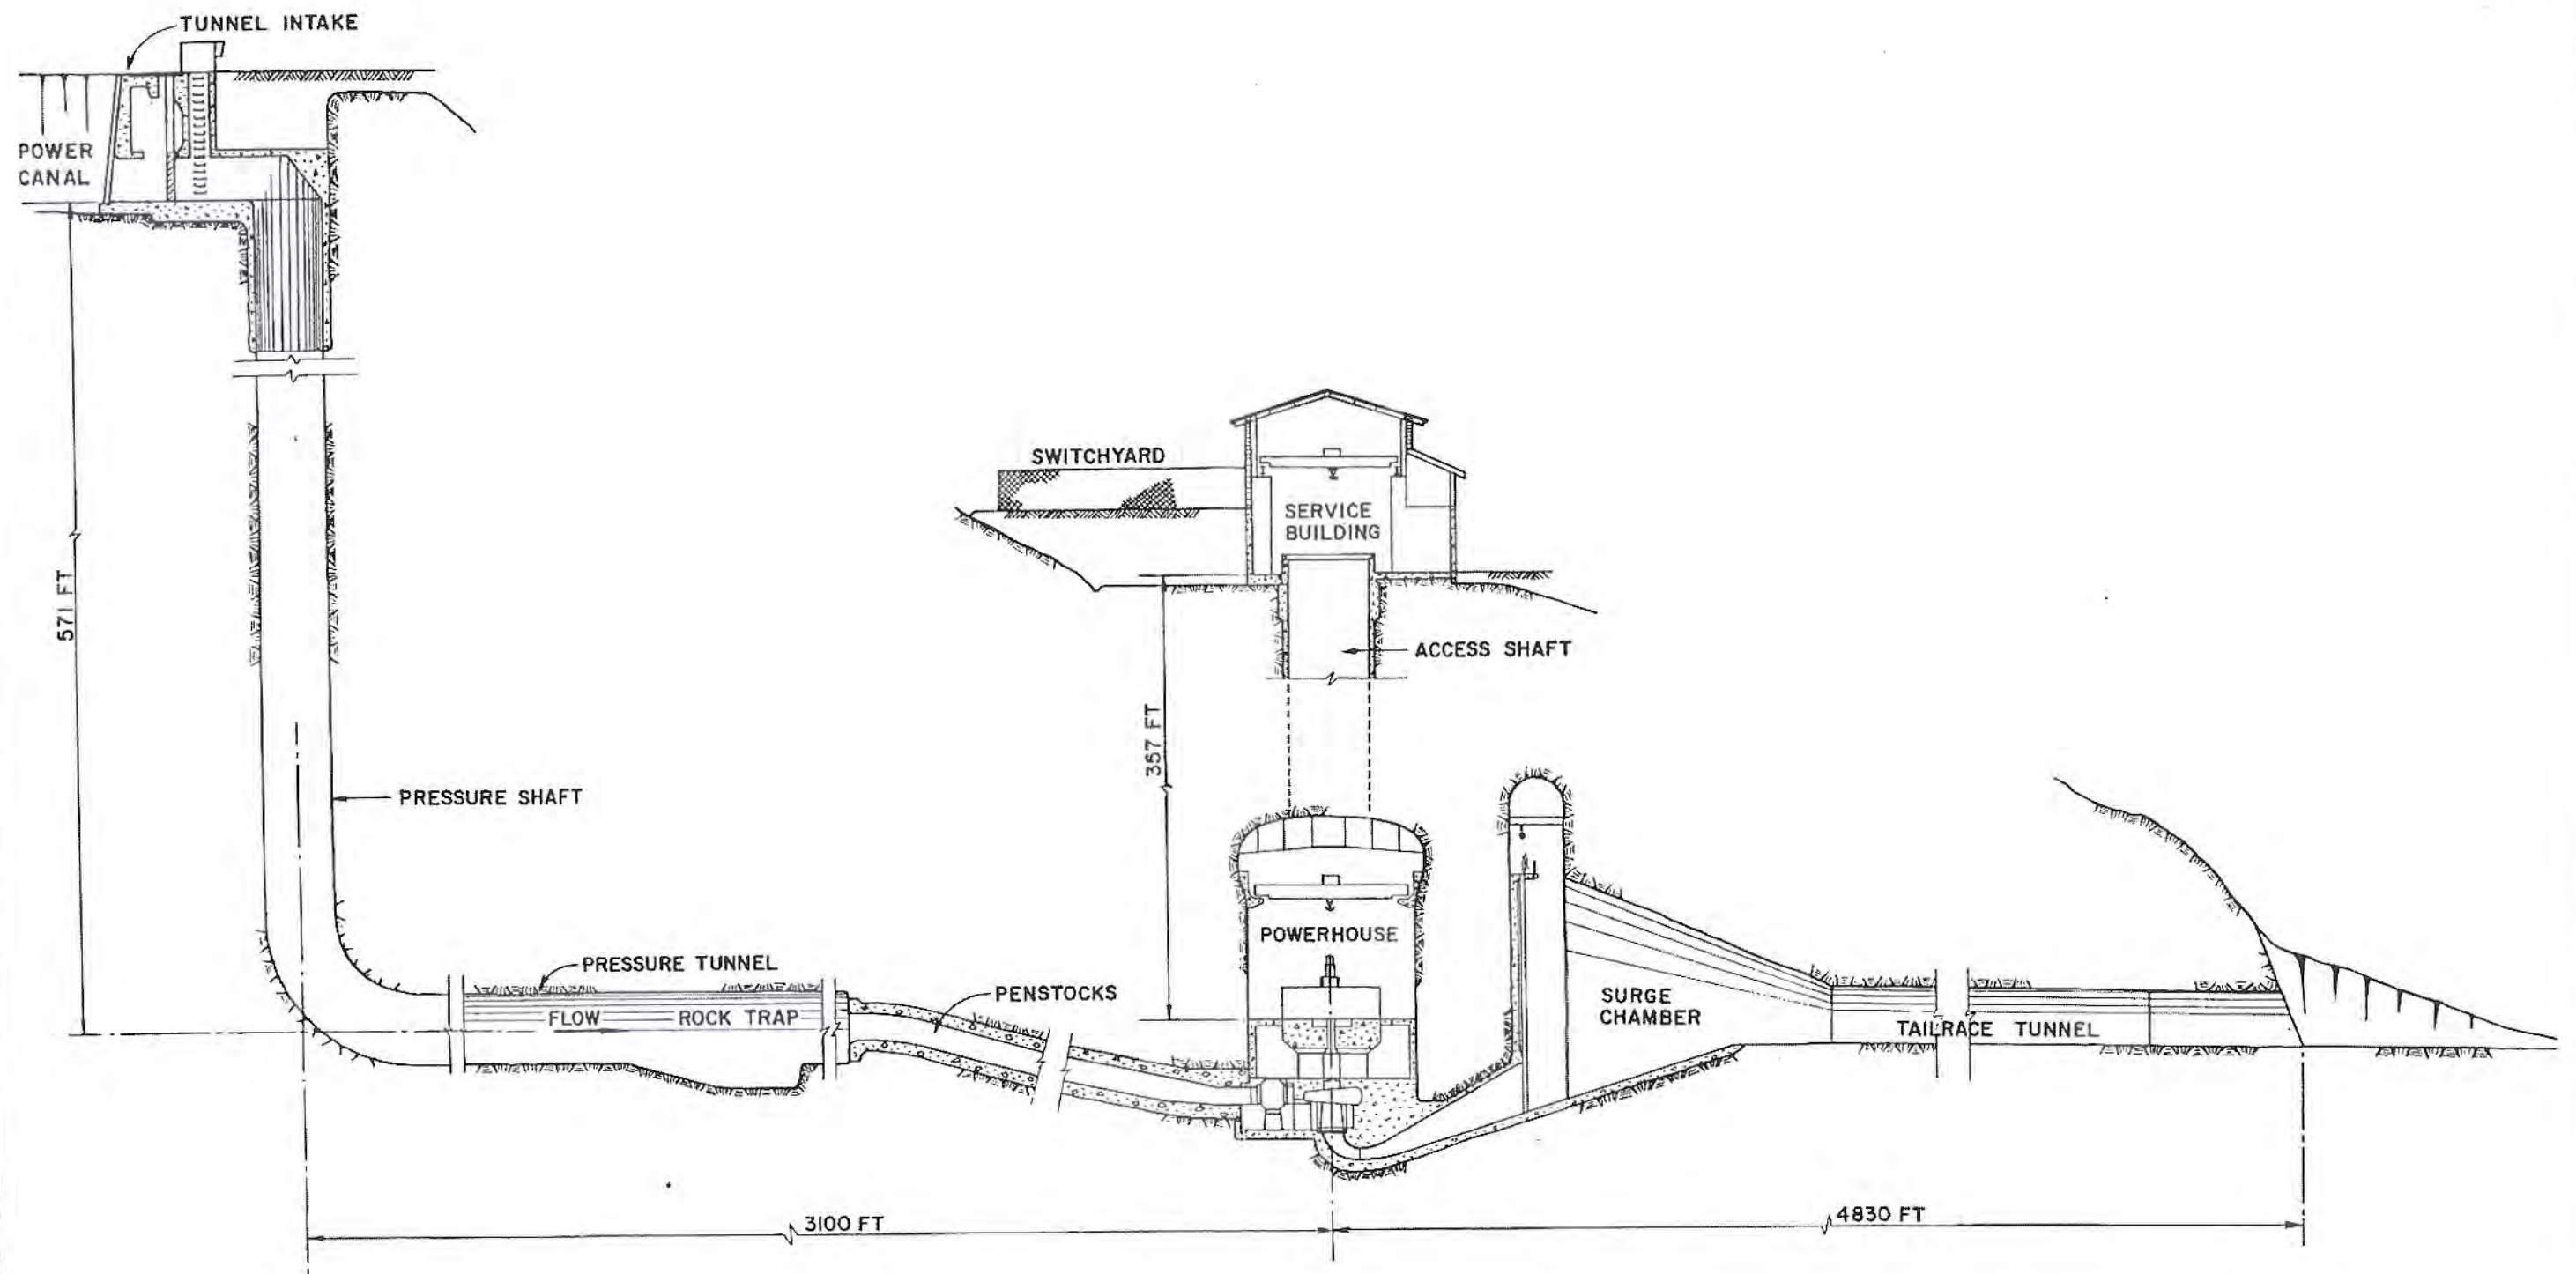 TUNNEL INTAKE
POWER
CANAL
SWITCHYARD
SERVICE
BUILDING
571 FT
ACCESS SHAFT
357 FT
PRESSURE SHAFT
POWERHOUSE
PRESSURE TUNNEL
PENSTOCKS
FLOW
ROCK TRAP
SURGE
CHAMBER
TAILRACE TUNNEL
3100 FT
4830 FT